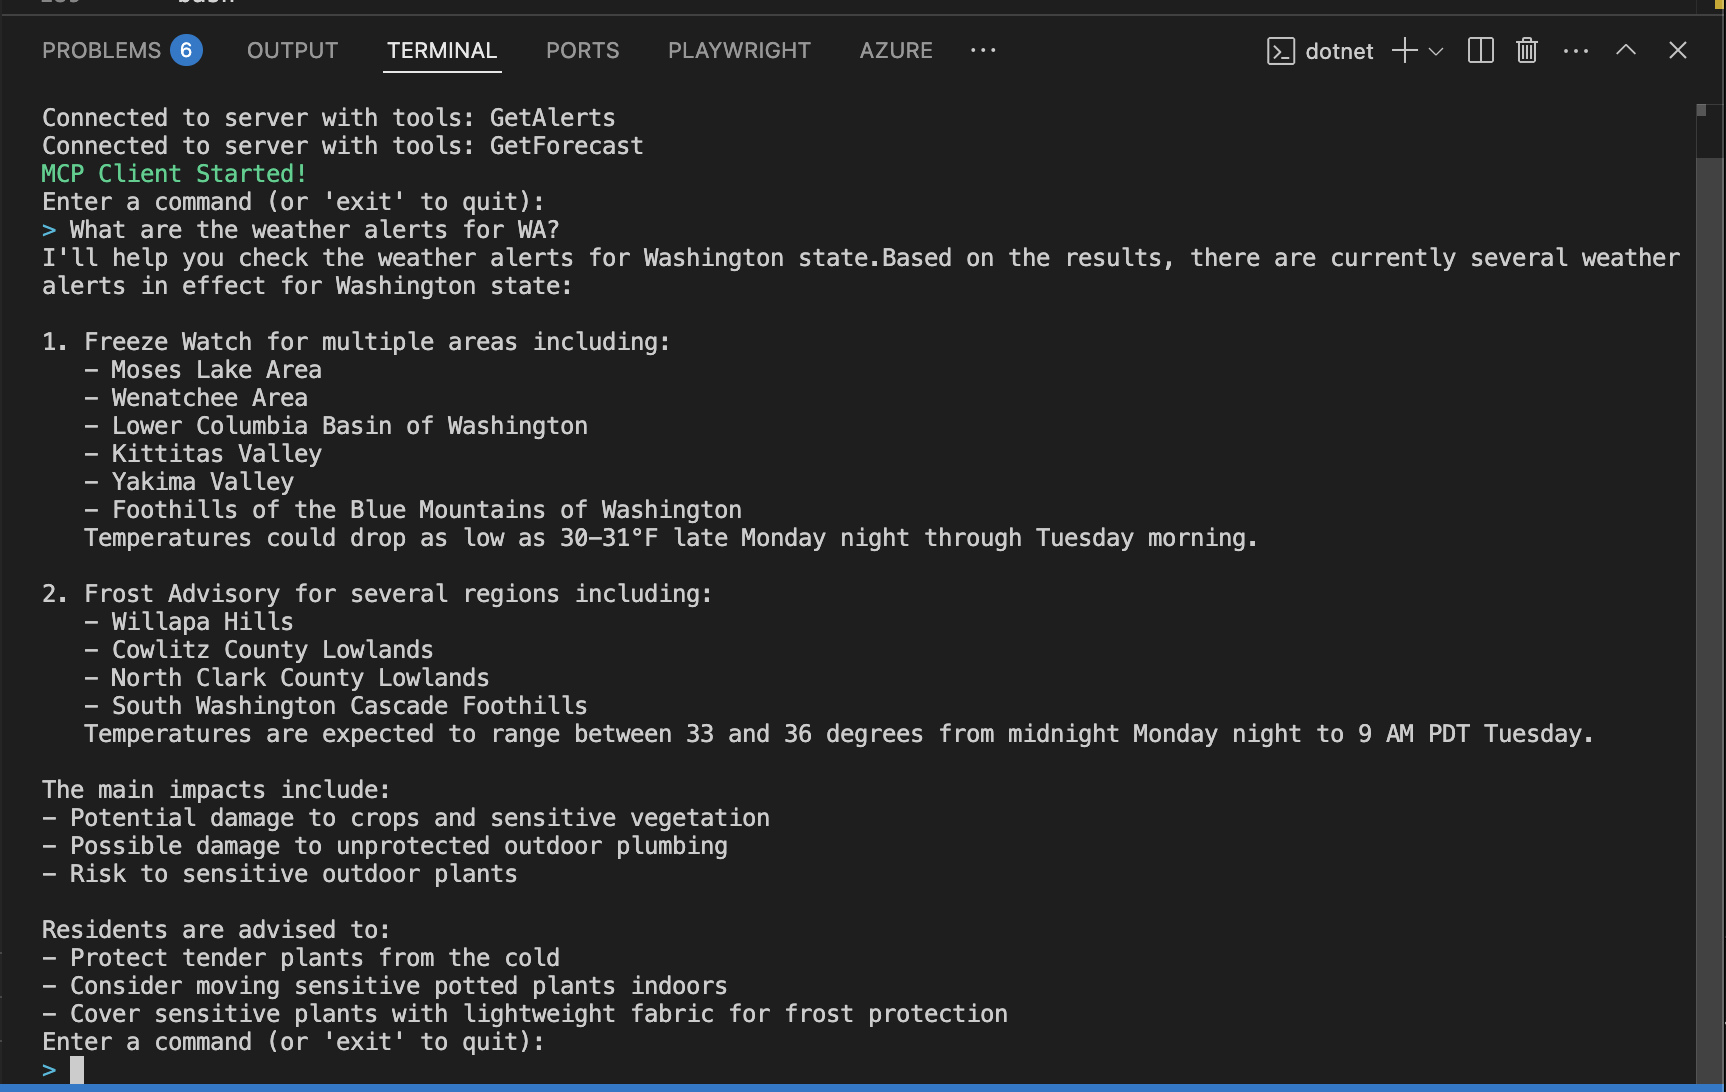 PROBLEMS 6 OUTPUT TERMINAL PORTS PLAYWRIGHT AZURE ··· dotnet
Connected to server with tools: GetAlerts
Connected to server with tools: GetForecast
MCP Client Started!
Enter a command (or 'exit' to quit):
> What are the weather alerts for WA?
I'll help you check the weather alerts for Washington state.Based on the results, there are currently several weather
alerts in effect for Washington state:

1. Freeze Watch for multiple areas including:
   - Moses Lake Area
   - Wenatchee Area
   - Lower Columbia Basin of Washington
   - Kittitas Valley
   - Yakima Valley
   - Foothills of the Blue Mountains of Washington
   Temperatures could drop as low as 30-31°F late Monday night through Tuesday morning.

2. Frost Advisory for several regions including:
   - Willapa Hills
   - Cowlitz County Lowlands
   - North Clark County Lowlands
   - South Washington Cascade Foothills
   Temperatures are expected to range between 33 and 36 degrees from midnight Monday night to 9 AM PDT Tuesday.

The main impacts include:
- Potential damage to crops and sensitive vegetation
- Possible damage to unprotected outdoor plumbing
- Risk to sensitive outdoor plants

Residents are advised to:
- Protect tender plants from the cold
- Consider moving sensitive potted plants indoors
- Cover sensitive plants with lightweight fabric for frost protection
Enter a command (or 'exit' to quit):
>